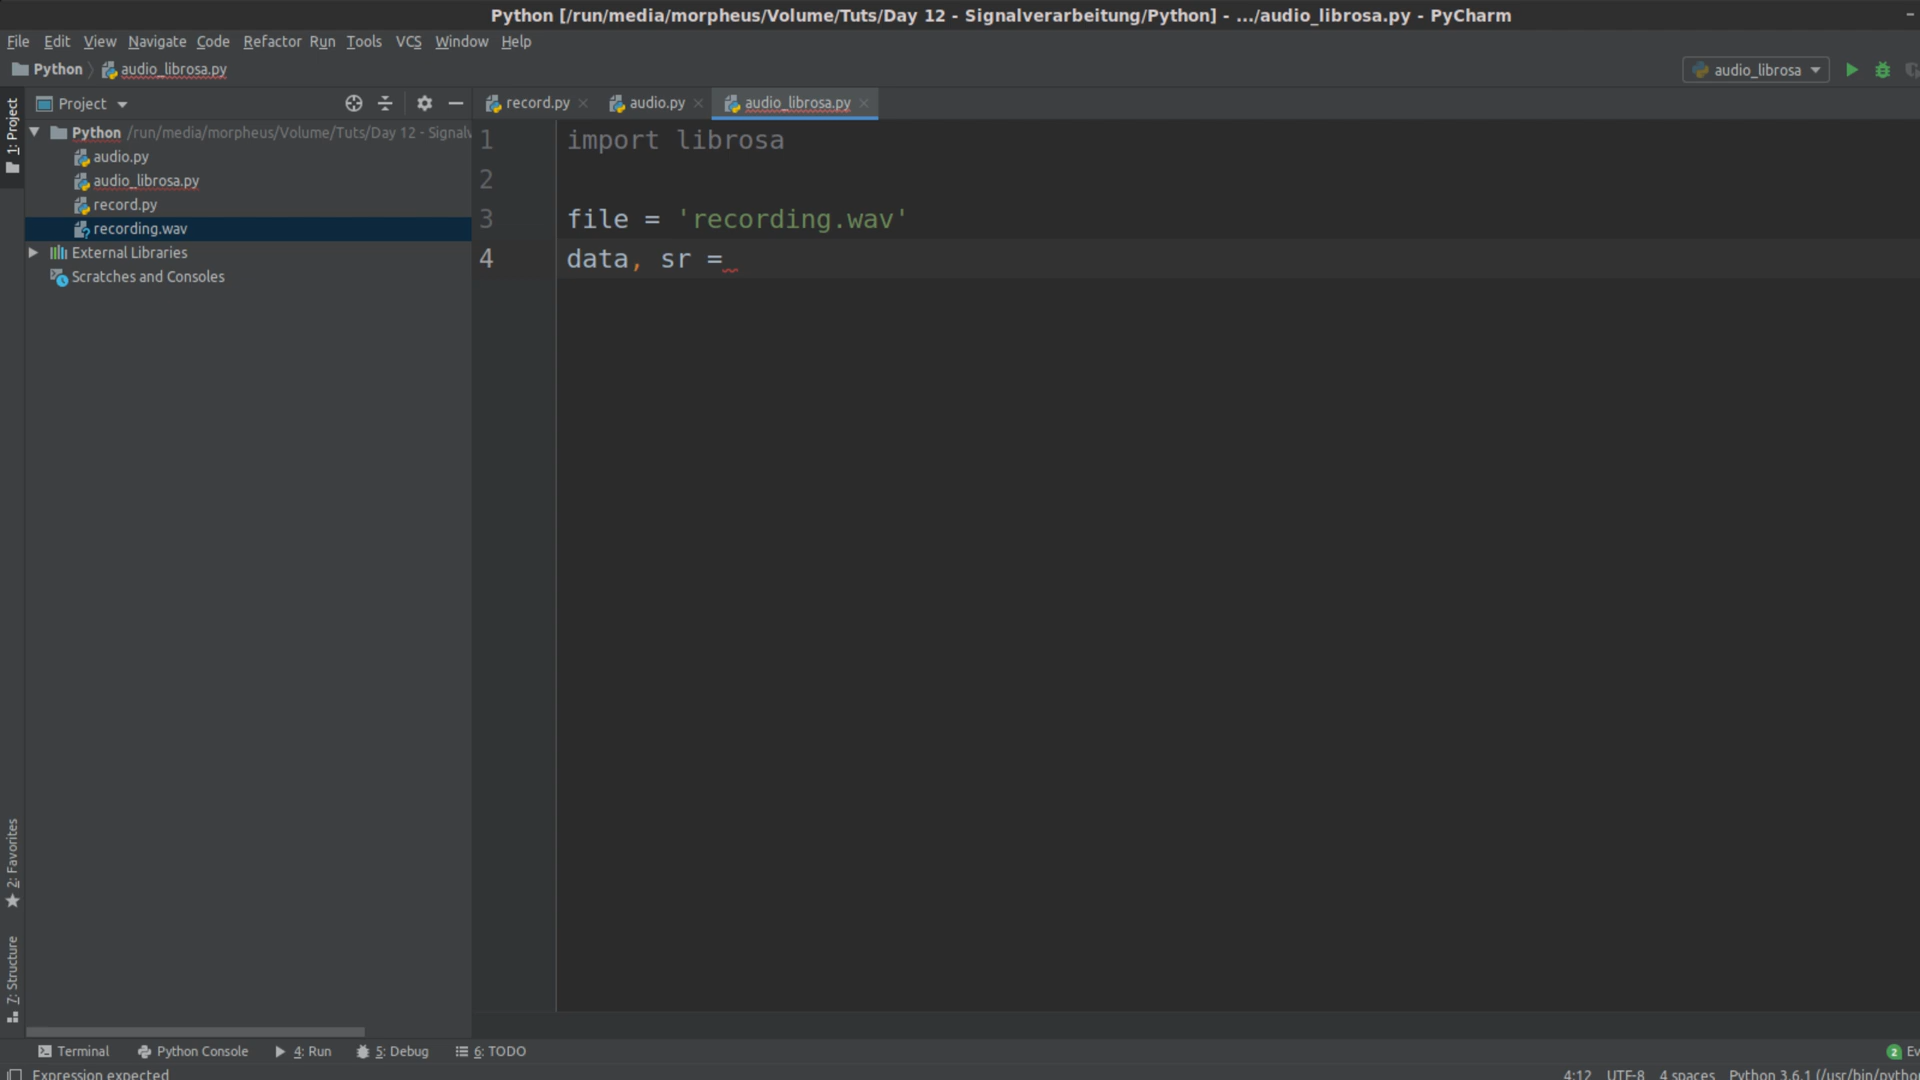 Python [/run/media/morpheus/Volume/Tuts/Day 12 - Signalverarbeitung/Python] - .../audio_librosa.py - PyCharm
File Edit View Navigate Code Refactor Run Tools VCS Window Help
Python audio_librosa.py
audio_librosa
1: Project
Project
record.py
audio.py
audio_librosa.py
Python /run/media/morpheus/Volume/Tuts/Day 12 - Signalv
audio.py
audio_librosa.py
record.py
recording.wav
External Libraries
Scratches and Consoles
1 import librosa
2
3 file = 'recording.wav'
4 data, sr =
2: Favorites
7: Structure
Terminal Python Console 4: Run 5: Debug 6: TODO
2 Ev
Expression expected
4:12 UTF-8 4 spaces Python 3.6.1 (/usr/bin/python